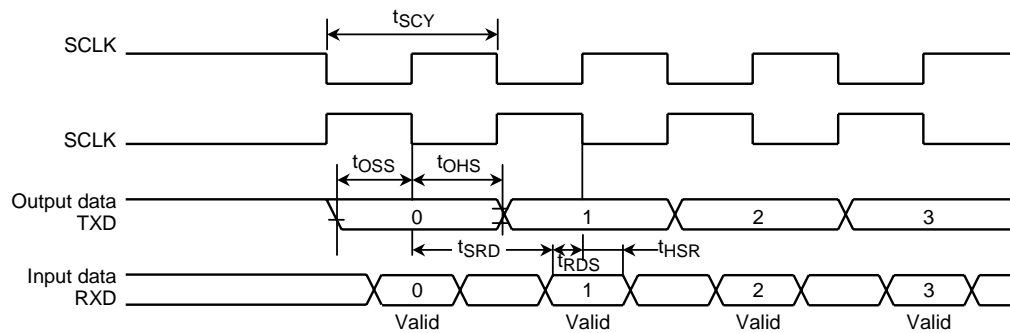 tSCY
SCLK
SCLK
tOSS tOHS
Output data
TXD
0 1 2 3
tSRD tRDS tHSR
Input data
RXD
0 1 2 3
Valid Valid Valid Valid